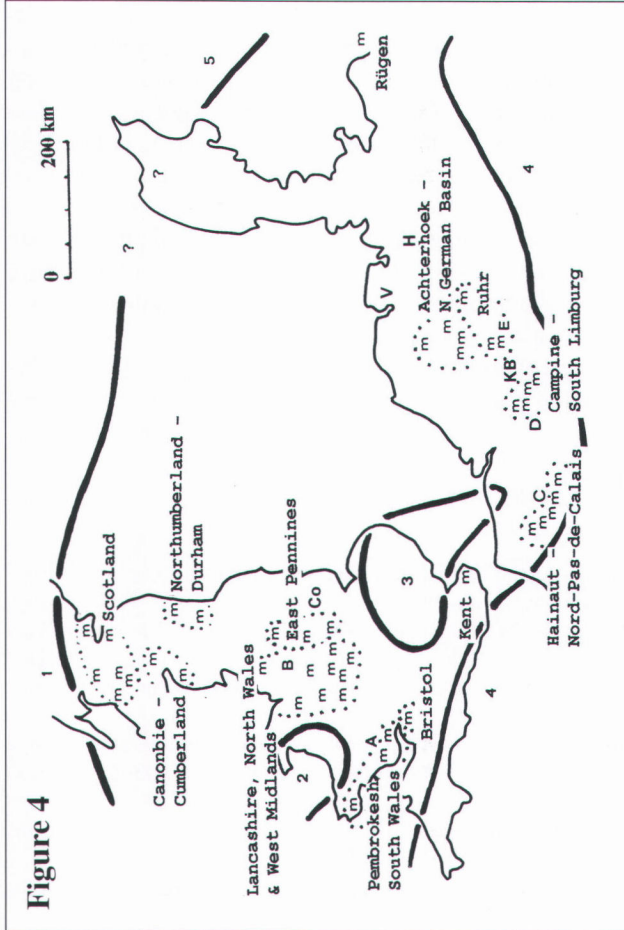 Figure 4
0 200 km
1
Scotland
m
m
m
m
m
m
Canonbie –
Cumberland
m
m
Northumberland –
Durham
m
m
?
?
5
Lancashire, North Wales
& West Midlands
m
m
m
B
East Pennines
m
Co
m
m
m
m
m
m
m
m
2
3
Pembrokesh
South Wales
m
A
m
m
m
Bristol
Kent
m
4
Rügen
m
V
H
Achterhoek –
N.German Basin
m
m
m
m
m
m
Ruhr
m
m
E
KB
D
m
m
m
m
m
Campine –
South Limburg
4
C
m
m
m
m
m
Hainaut –
Nord-Pas-de-Calais